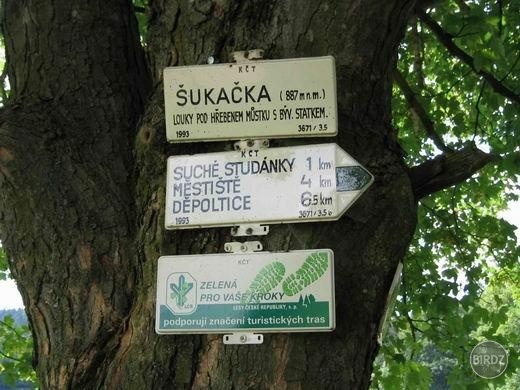 KČT
ŠUKAČKA (887 m n.m.)
LOUKY POD HŘEBENEM MŮSTKU S BÝV. STATKEM.
1993 3671/3.5
KČT
SUCHÉ STUDÁNKY 1 km
MĚSTIŠTĚ 4 km
DĚPOLTICE 6.5 km
1993 3671/3.5 b
KČT
ZELENÁ
PRO VAŠE KROKY
LESY ČESKÉ REPUBLIKY, s. p.
LČR
podporují značení turistických tras
BIRDZ